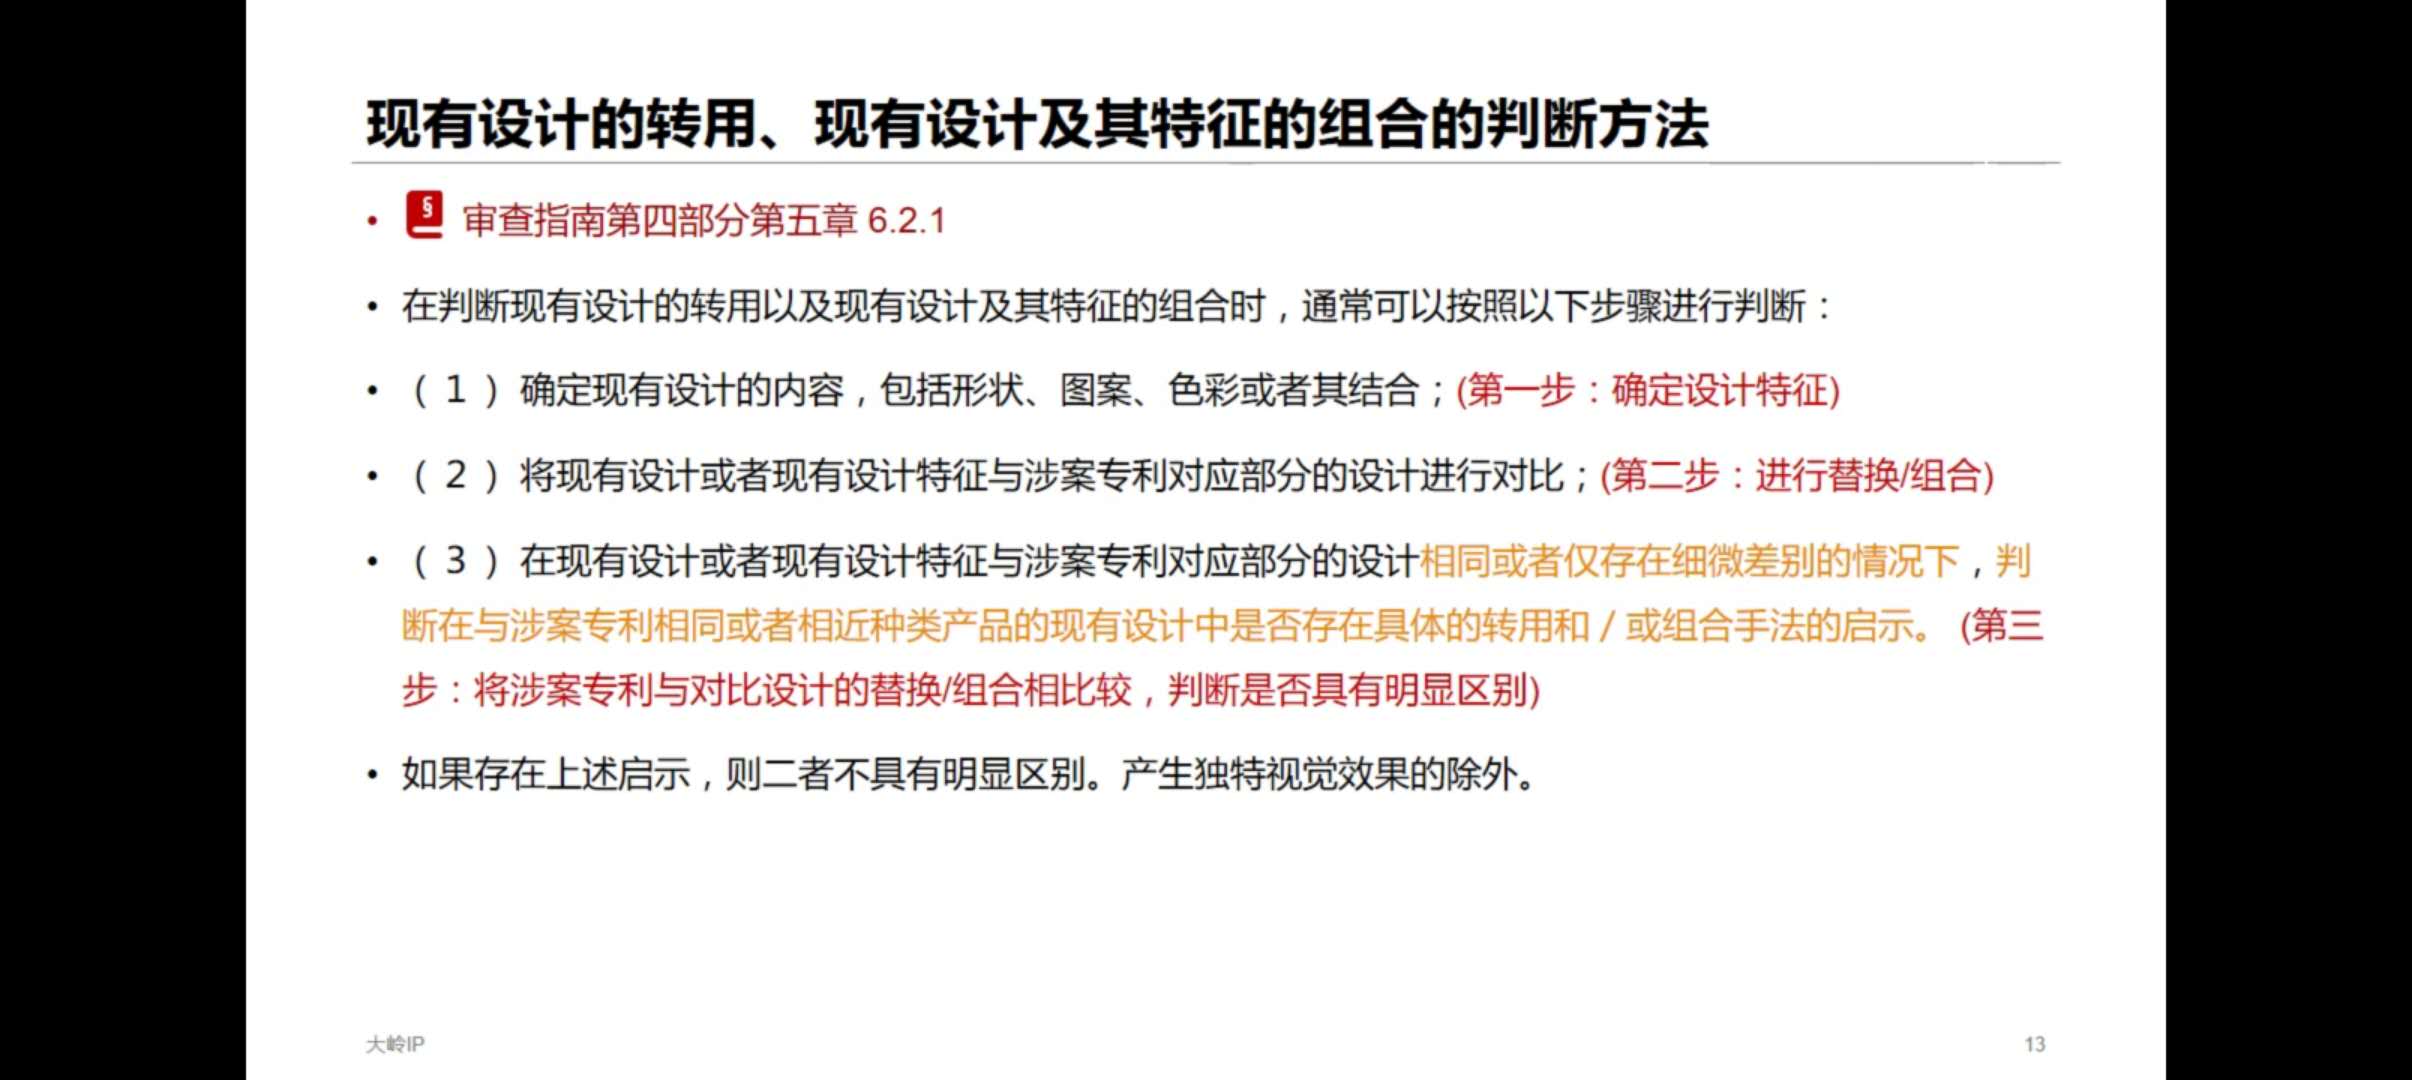 现有设计的转用、现有设计及其特征的组合的判断方法
• § 审查指南第四部分第五章 6.2.1
• 在判断现有设计的转用以及现有设计及其特征的组合时，通常可以按照以下步骤进行判断：
• （1）确定现有设计的内容，包括形状、图案、色彩或者其结合；(第一步：确定设计特征)
• （2）将现有设计或者现有设计特征与涉案专利对应部分的设计进行对比；(第二步：进行替换/组合)
• （3）在现有设计或者现有设计特征与涉案专利对应部分的设计相同或者仅存在细微差别的情况下，判
断在与涉案专利相同或者相近种类产品的现有设计中是否存在具体的转用和／或组合手法的启示。 (第三
步：将涉案专利与对比设计的替换/组合相比较，判断是否具有明显区别)
• 如果存在上述启示，则二者不具有明显区别。产生独特视觉效果的除外。
大岭IP
13